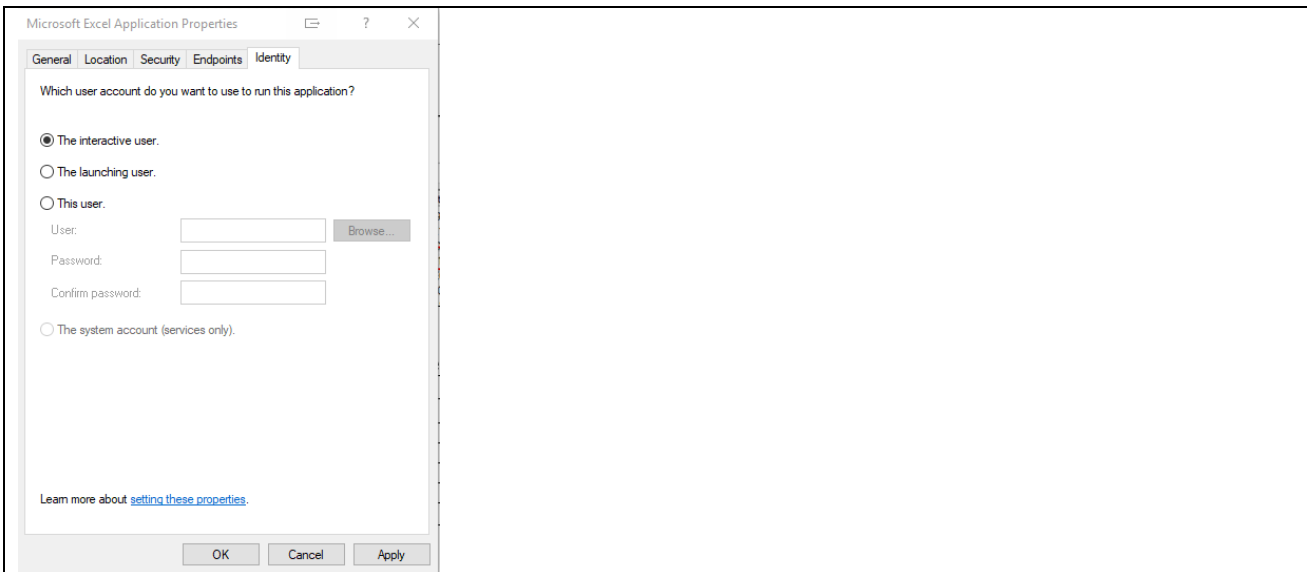 Microsoft Excel Application Properties ?
General Location Security Endpoints Identity
Which user account do you want to use to run this application?
The interactive user.
The launching user.
This user.
User: Browse...
Password:
Confirm password:
The system account (services only).
Learn more about setting these properties.
OK Cancel Apply